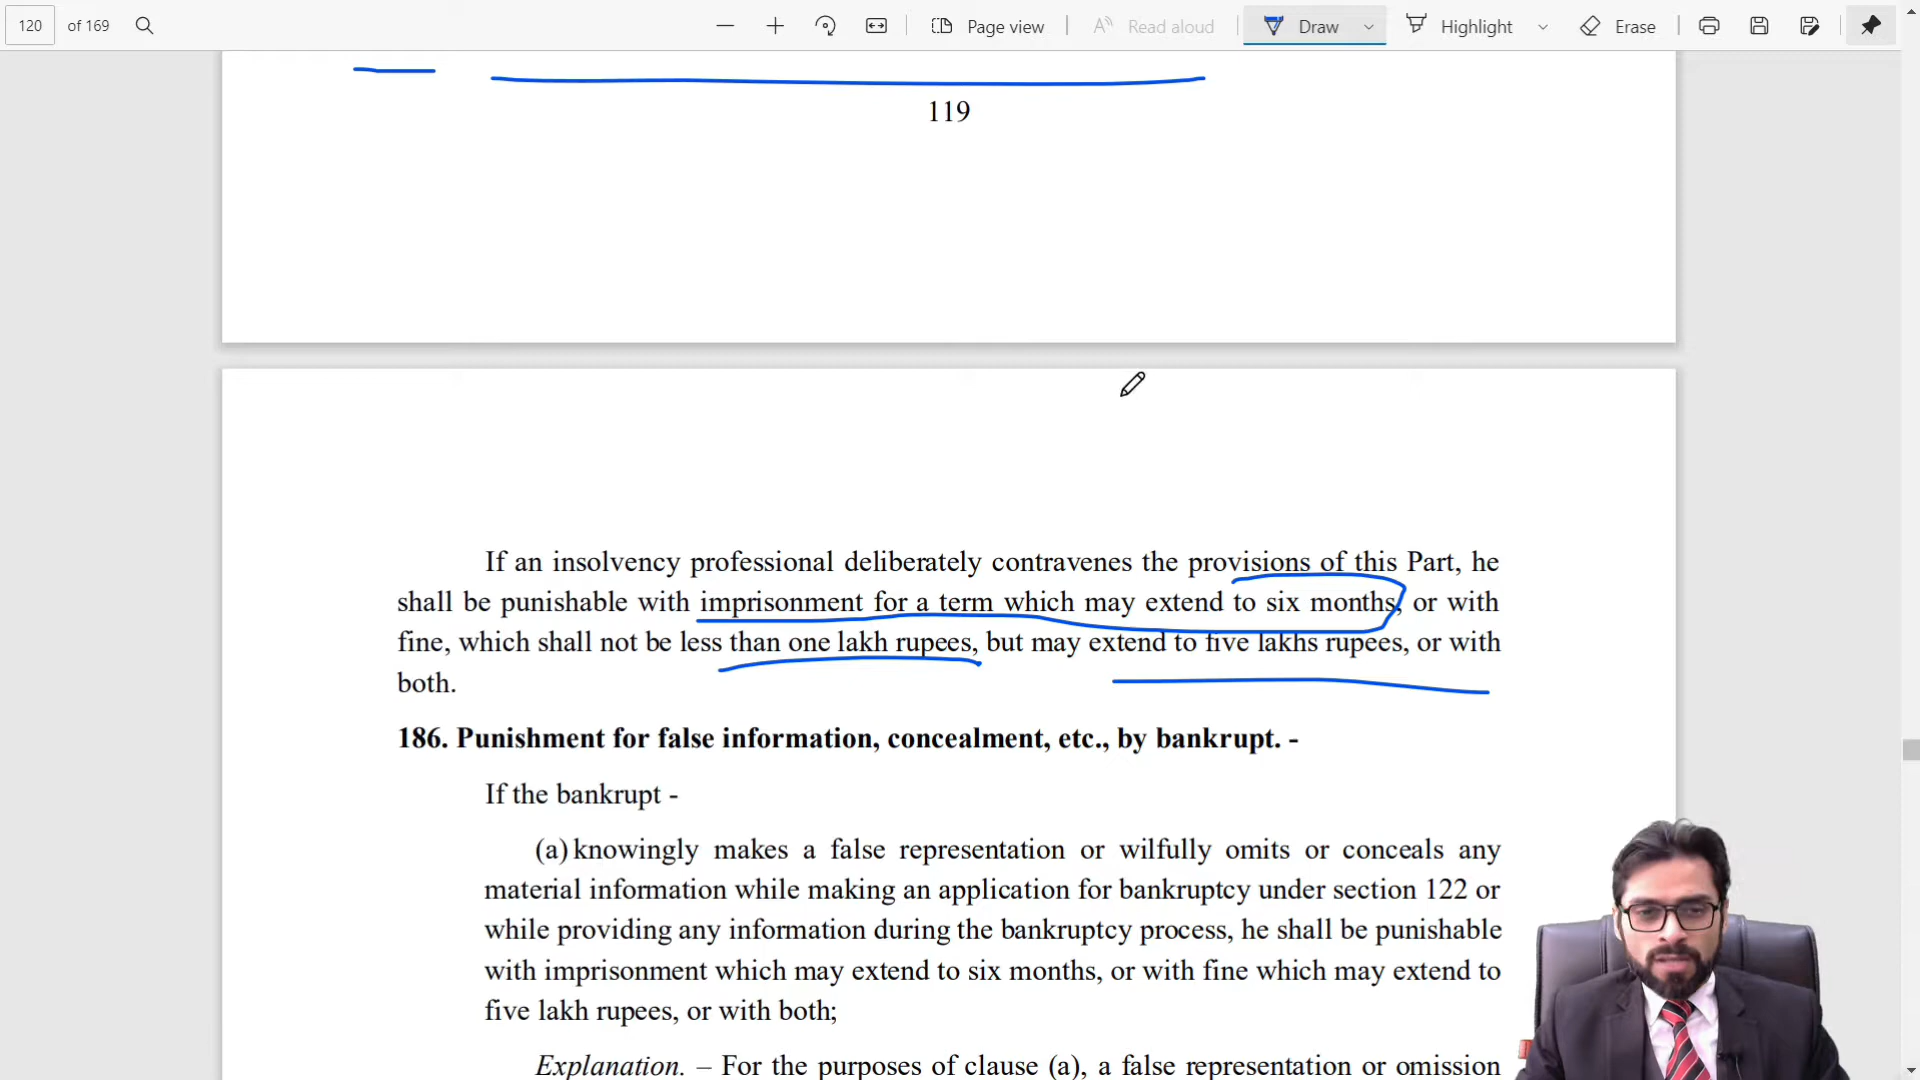 120 of 169 Page view Read aloud Draw Highlight Erase
119
If an insolvency professional deliberately contravenes the provisions of this Part, he
shall be punishable with imprisonment for a term which may extend to six months, or with
fine, which shall not be less than one lakh rupees, but may extend to five lakhs rupees, or with
both.
186. Punishment for false information, concealment, etc., by bankrupt. -
If the bankrupt -
(a) knowingly makes a false representation or wilfully omits or conceals any
material information while making an application for bankruptcy under section 122 or
while providing any information during the bankruptcy process, he shall be punishable
with imprisonment which may extend to six months, or with fine which may extend to
five lakh rupees, or with both;
Explanation. – For the purposes of clause (a), a false representation or omission